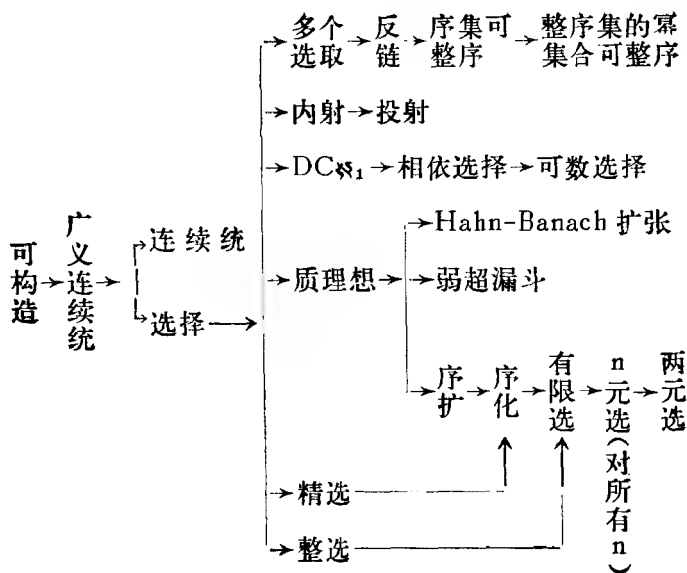 多个选取
反链
序集可整序
整序集的幂集合可整序
内射
投射
DCℵ₁
相依选择
可数选择
可构造
广义连续统
连续统
选择
质理想
Hahn-Banach 扩张
弱超漏斗
序扩
序化
有限选
n元选(对所有n)
两元选
精选
整选